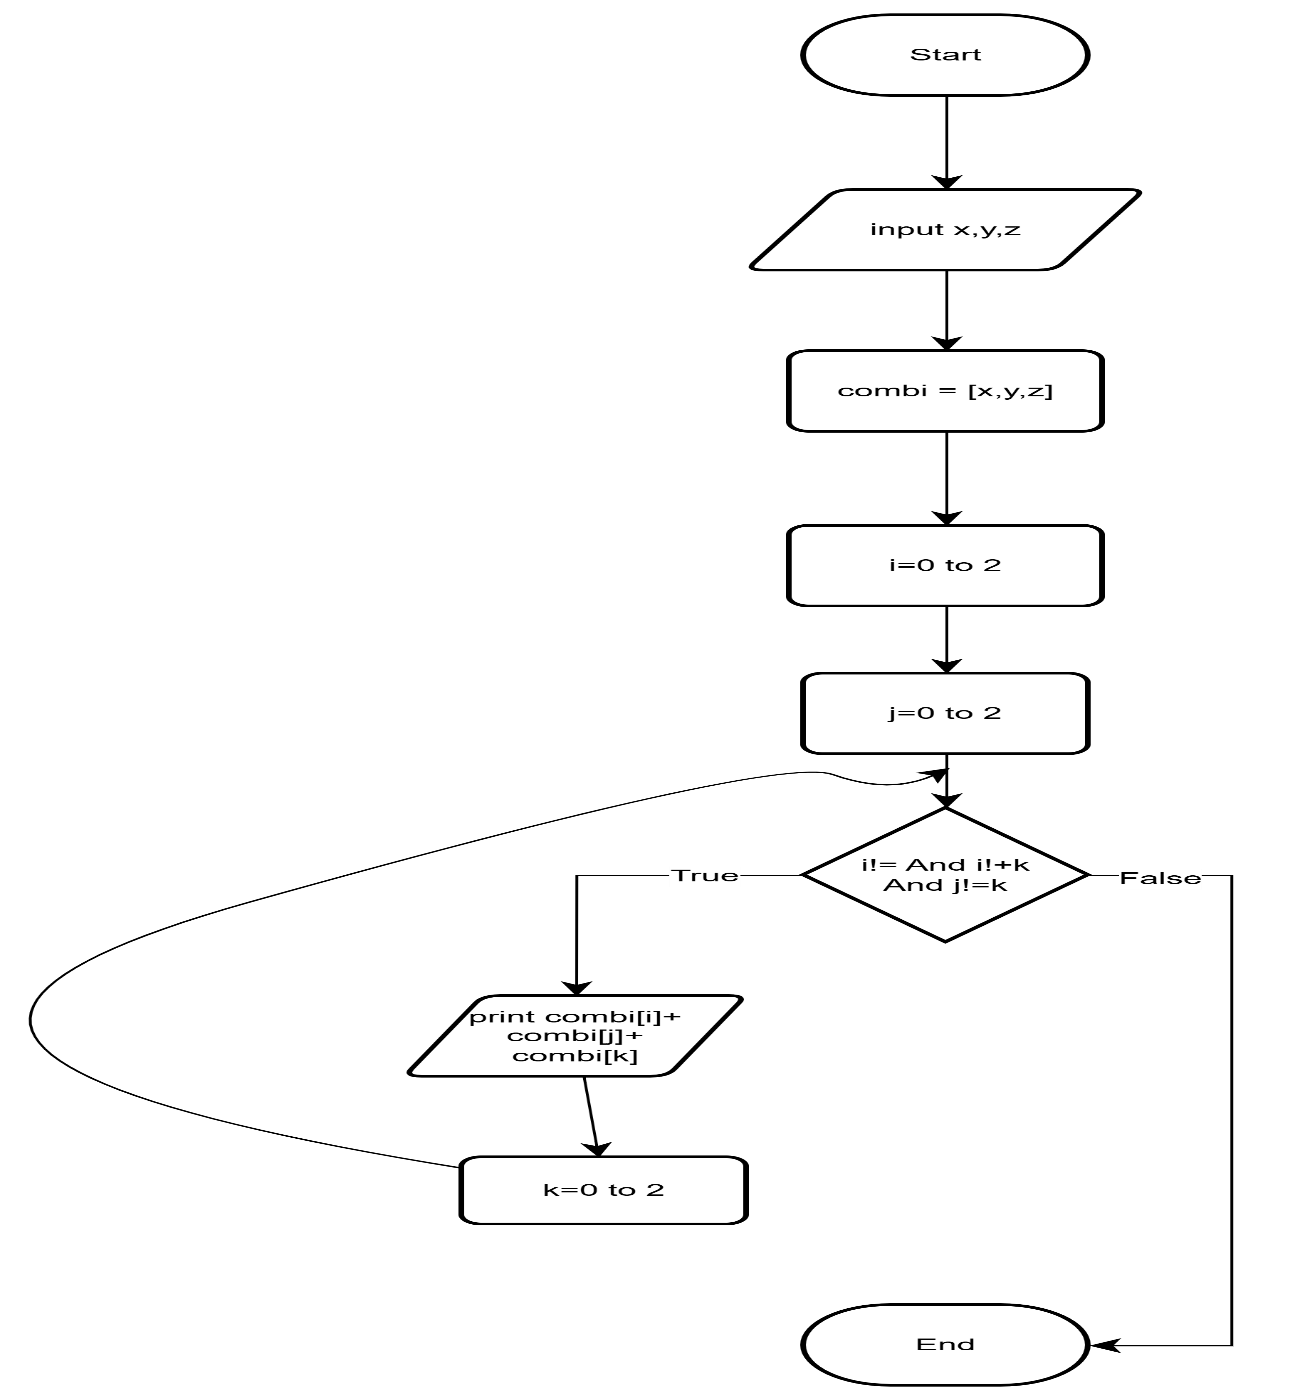 Start
input x,y,z
combi = [x,y,z]
i=0 to 2
j=0 to 2
i!= And i!+k
And j!=k
True
False
print combi[i]+
combi[j]+
combi[k]
k=0 to 2
End